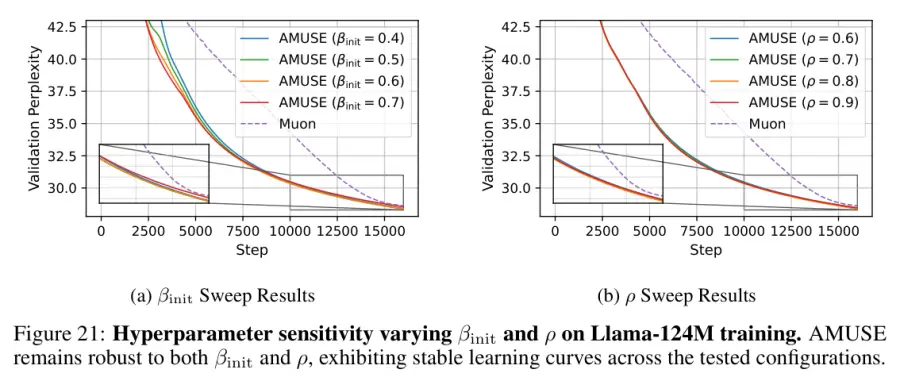 42.5
40.0
37.5
35.0
32.5
30.0
Validation Perplexity
0 2500 5000 7500 10000 12500 15000
Step
AMUSE (β_init = 0.4)
AMUSE (β_init = 0.5)
AMUSE (β_init = 0.6)
AMUSE (β_init = 0.7)
Muon
(a) β_init Sweep Results
42.5
40.0
37.5
35.0
32.5
30.0
Validation Perplexity
0 2500 5000 7500 10000 12500 15000
Step
AMUSE (ρ = 0.6)
AMUSE (ρ = 0.7)
AMUSE (ρ = 0.8)
AMUSE (ρ = 0.9)
Muon
(b) ρ Sweep Results
Figure 21: Hyperparameter sensitivity varying β_init and ρ on Llama-124M training. AMUSE
remains robust to both β_init and ρ, exhibiting stable learning curves across the tested configurations.